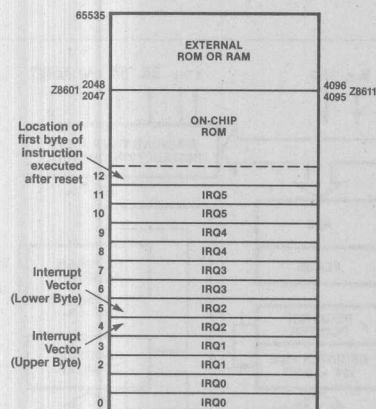 65535
EXTERNAL
ROM OR RAM
Z8601 2048
2047
4096
4095 Z8611
ON-CHIP
ROM
Location of
first byte of
instruction
executed
after reset
12
11 IRQ5
10 IRQ5
9 IRQ4
8 IRQ4
7 IRQ3
6 IRQ3
Interrupt
Vector
(Lower Byte)
5 IRQ2
4 IRQ2
Interrupt
Vector
(Upper Byte)
3 IRQ1
2 IRQ1
IRQ0
0 IRQ0